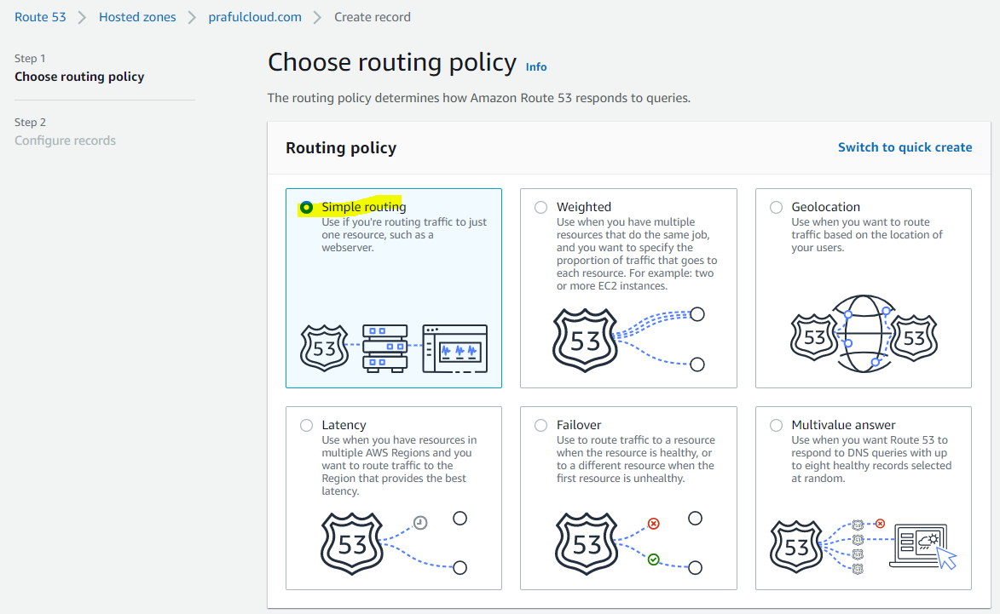 Route 53 > Hosted zones > prafulcloud.com > Create record
Step 1
Choose routing policy
Step 2
Configure records
Choose routing policy Info
The routing policy determines how Amazon Route 53 responds to queries.
Routing policy
Switch to quick create
Simple routing
Use if you're routing traffic to just
one resource, such as a
webserver.
53
Weighted
Use when you have multiple
resources that do the same job,
and you want to specify the
proportion of traffic that goes to
each resource. For example: two
or more EC2 instances.
53
Geolocation
Use when you want to route
traffic based on the location of
your users.
53
53
Latency
Use when you have resources in
multiple AWS Regions and you
want to route traffic to the
Region that provides the best
latency.
53
Failover
Use to route traffic to a resource
when the resource is healthy, or
to a different resource when the
first resource is unhealthy.
53
Multivalue answer
Use when you want Route 53 to
respond to DNS queries with up
to eight healthy records selected
at random.
53